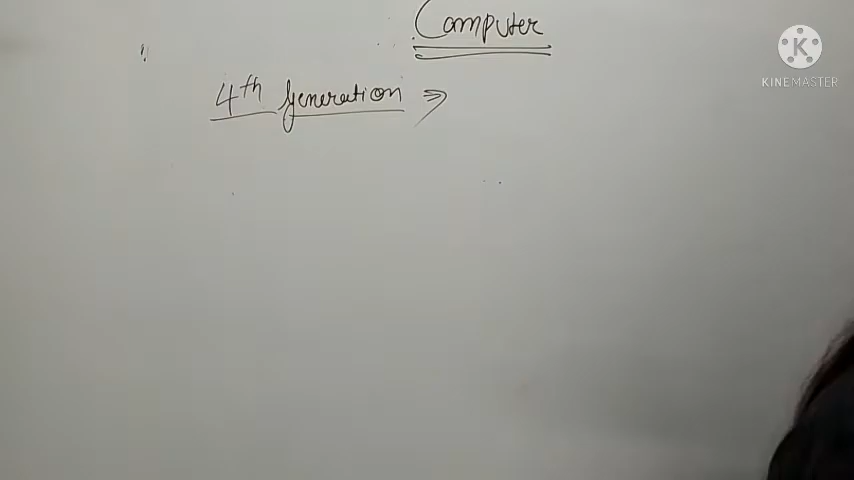 Computer
4th generation ⇒
K
KINEMASTER